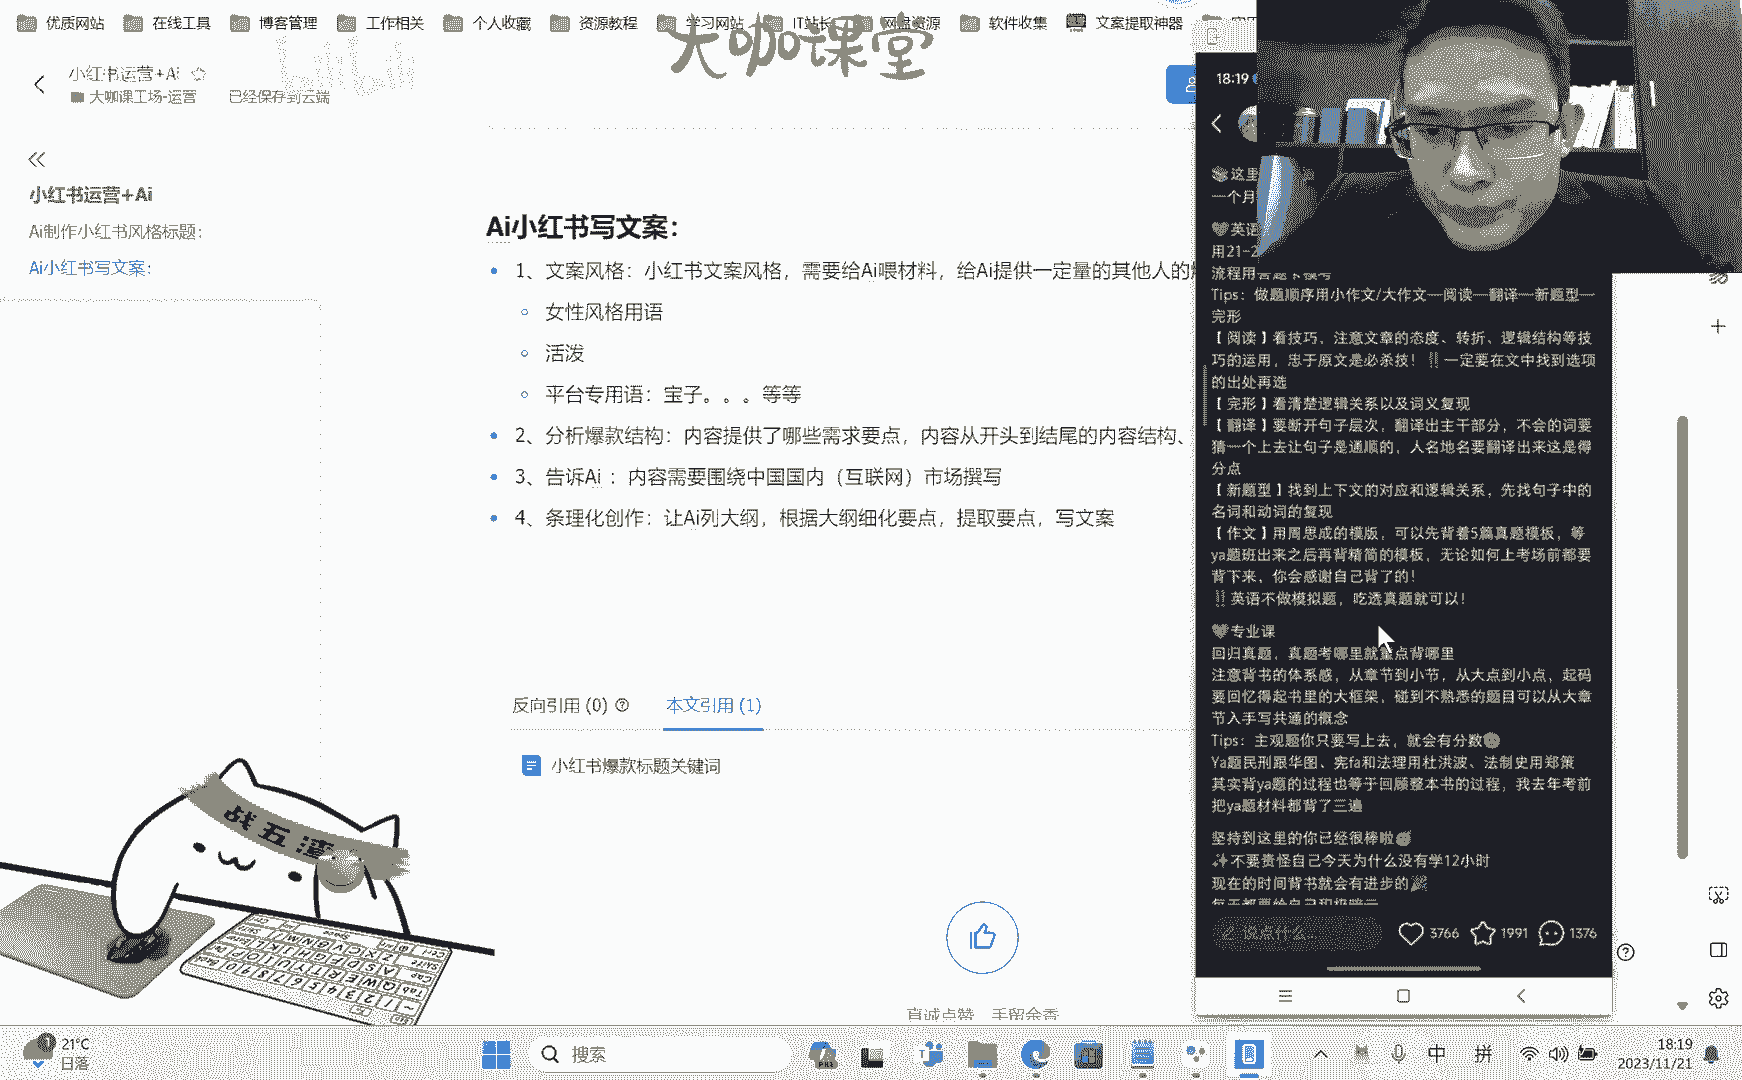 优质网站
在线工具
博客管理
工作相关
个人收藏
资源教程
学习网站
IT站长
网盘资源
软件收集
文案提取神器
大咖课堂
bilibili
小红书运营+Ai
大咖课工场-运营
已经保存到云端
小红书运营+Ai
Ai制作小红书风格标题：
Ai小红书写文案：
Ai小红书写文案：
1、文案风格：小红书文案风格，需要给Ai喂材料，给Ai提供一定量的其他人的
女性风格用语
活泼
平台专用语：宝子。。。等等
2、分析爆款结构：内容提供了哪些需求要点，内容从开头到结尾的内容结构、
3、告诉Ai ：内容需要围绕中国国内（互联网）市场撰写
4、条理化创作：让Ai列大纲，根据大纲细化要点，提取要点，写文案
反向引用 (0)
本文引用 (1)
小红书爆款标题关键词
真诚点赞，手留余香
战五渣
18:19
这里
一个月
英语
用21-2
流程用答题卡模考
Tips：做题顺序用小作文/大作文—阅读—翻译—新题型—
完形
【阅读】看技巧，注意文章的态度、转折、逻辑结构等技
巧的运用，忠于原文是必杀技！‼️一定要在文中找到选项
的出处再选
【完形】看清楚逻辑关系以及词义复现
【翻译】要断开句子层次，翻译出主干部分，不会的词要
猜一个上去让句子是通顺的，人名地名要翻译出来这是得
分点
【新题型】找到上下文的对应和逻辑关系，先找句子中的
名词和动词的复现
【作文】用周思成的模版，可以先背着5篇真题模板，等
ya题班出来之后再背精简的模板，无论如何上考场前都要
背下来，你会感谢自己背了的！
‼️英语不做模拟题，吃透真题就可以！
专业课
回归真题，真题考哪里就重点背哪里
注意背书的体系感，从章节到小节，从大点到小点，起码
要回忆得起书里的大框架，碰到不熟悉的题目可以从大章
节入手写共通的概念
Tips：主观题你只要写上去，就会有分数
Ya题民刑跟华图、宪fa和法理用杜洪波、法制史用郑策
其实背ya题的过程也等于回顾整本书的过程，我去年考前
把ya题材料都背了三遍
坚持到这里的你已经很棒啦
✨不要责怪自己今天为什么没有学12小时
现在的时间背书就会有进步的🎉
每天都要给自己积极暗示
说点什么...
3766
1991
1376
21°C
日落
搜索
中
拼
18:19
2023/11/21